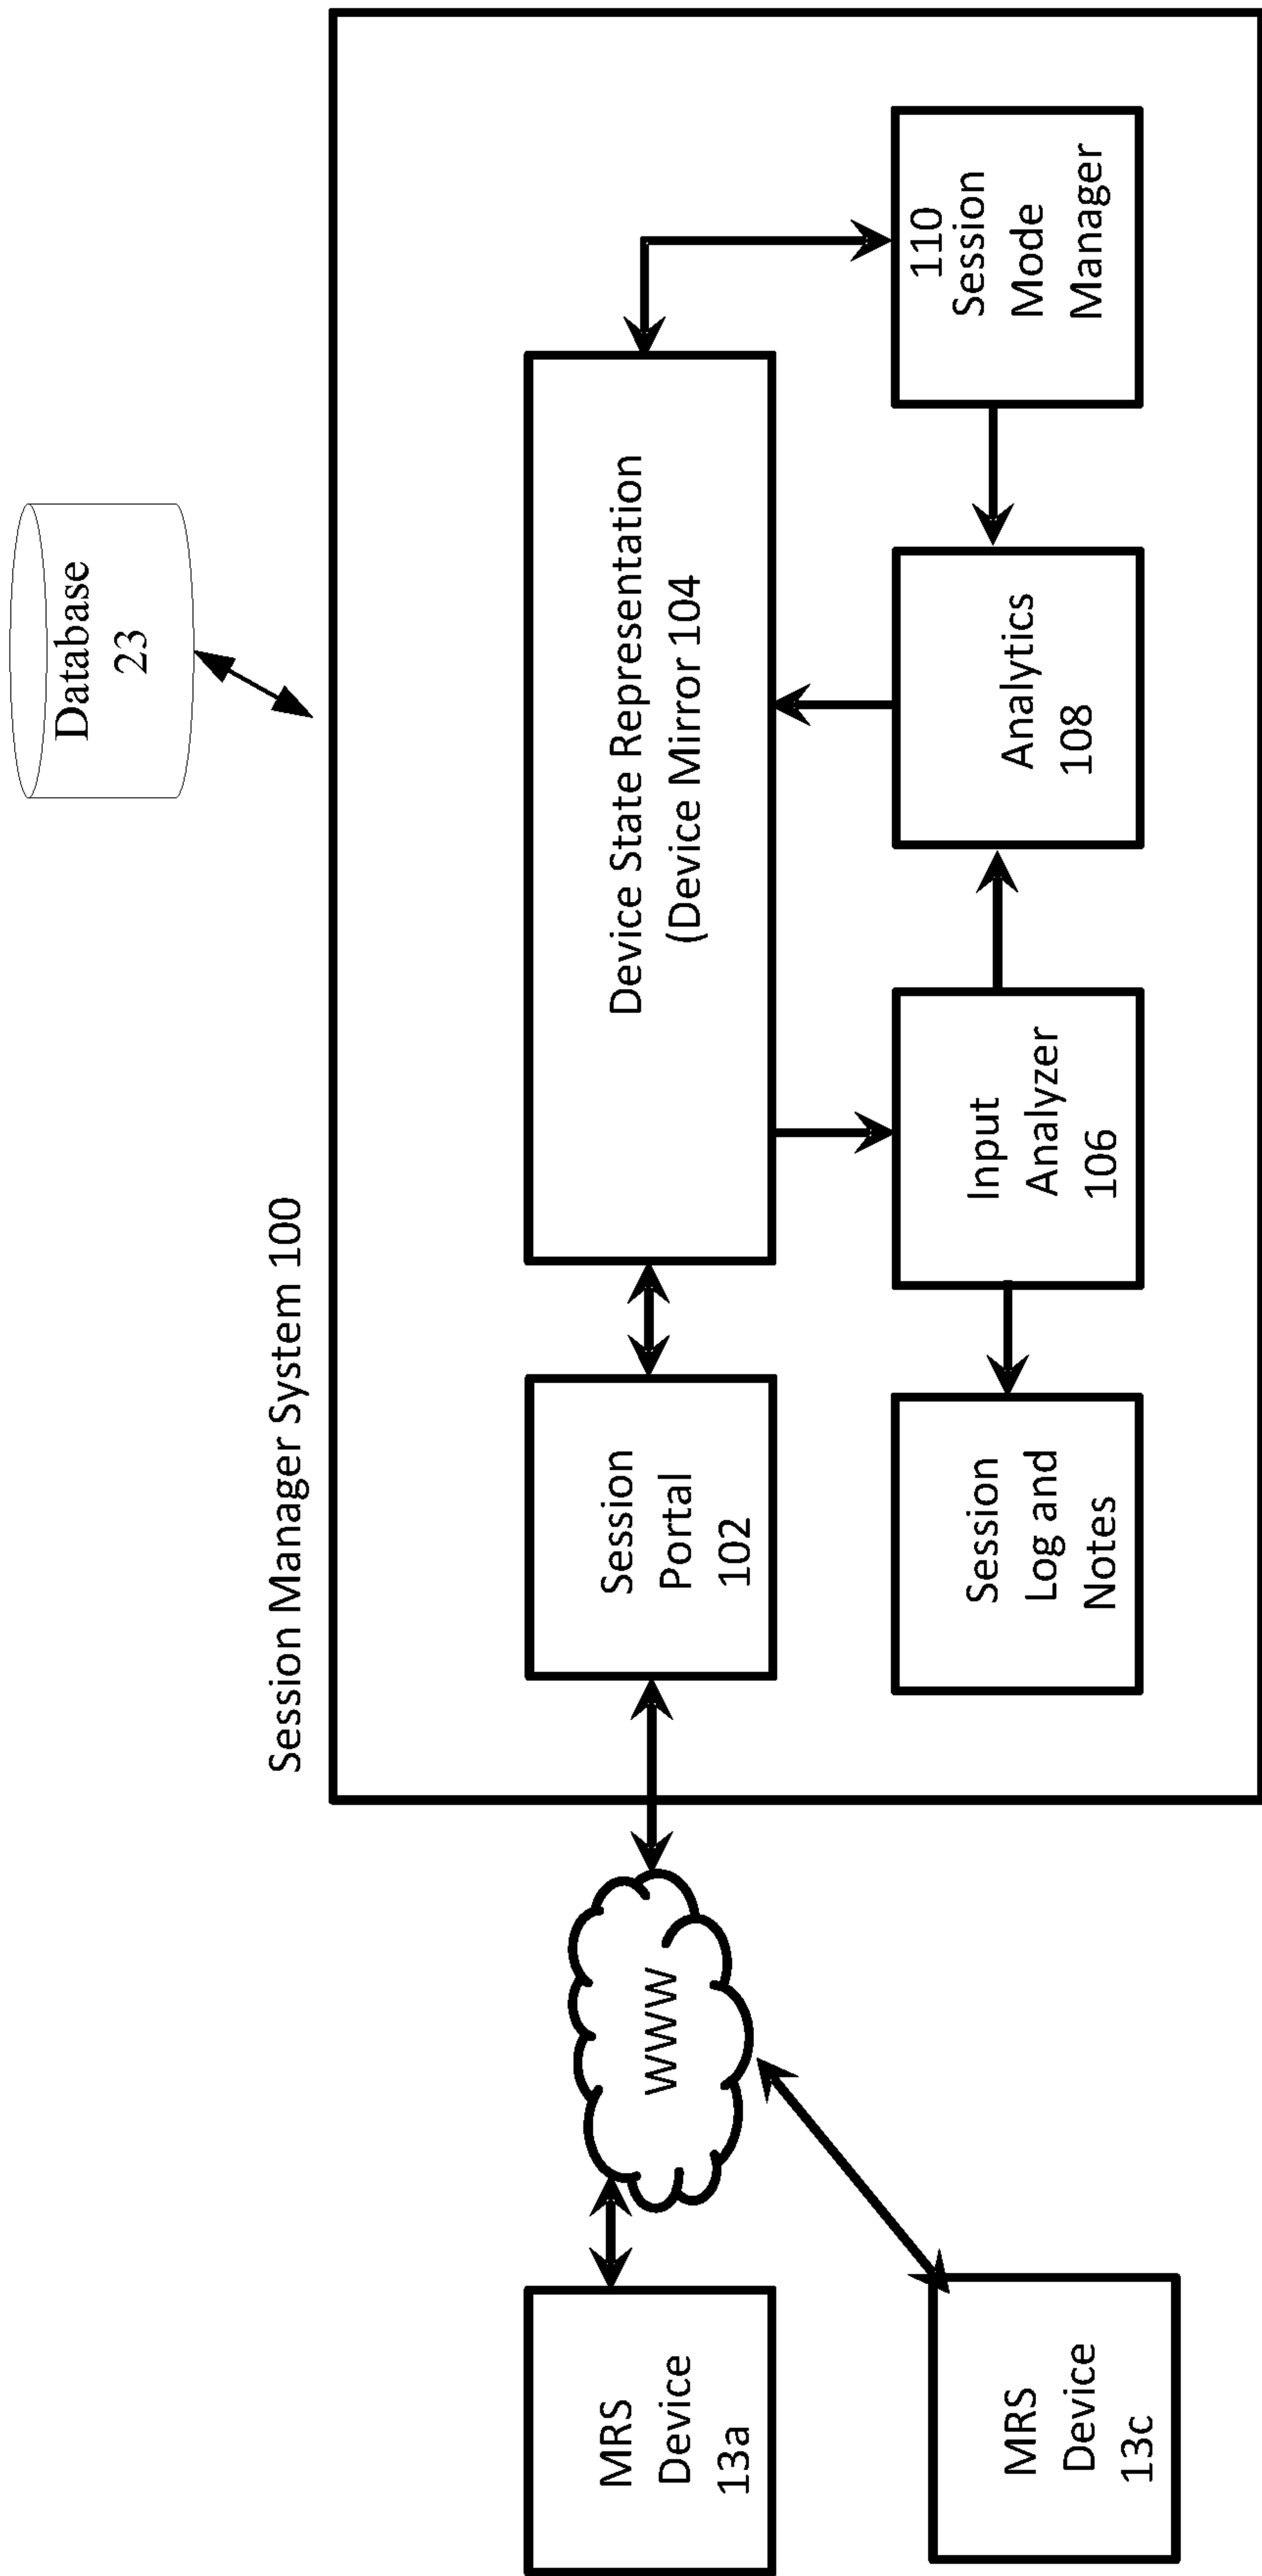 Database
23
Session Manager System 100
MRS
Device
13a
WWW
Session
Portal
102
Device State Representation
(Device Mirror 104
MRS
Device
13c
Session
Log and
Notes
Input
Analyzer
106
Analytics
108
110
Session
Mode
Manager